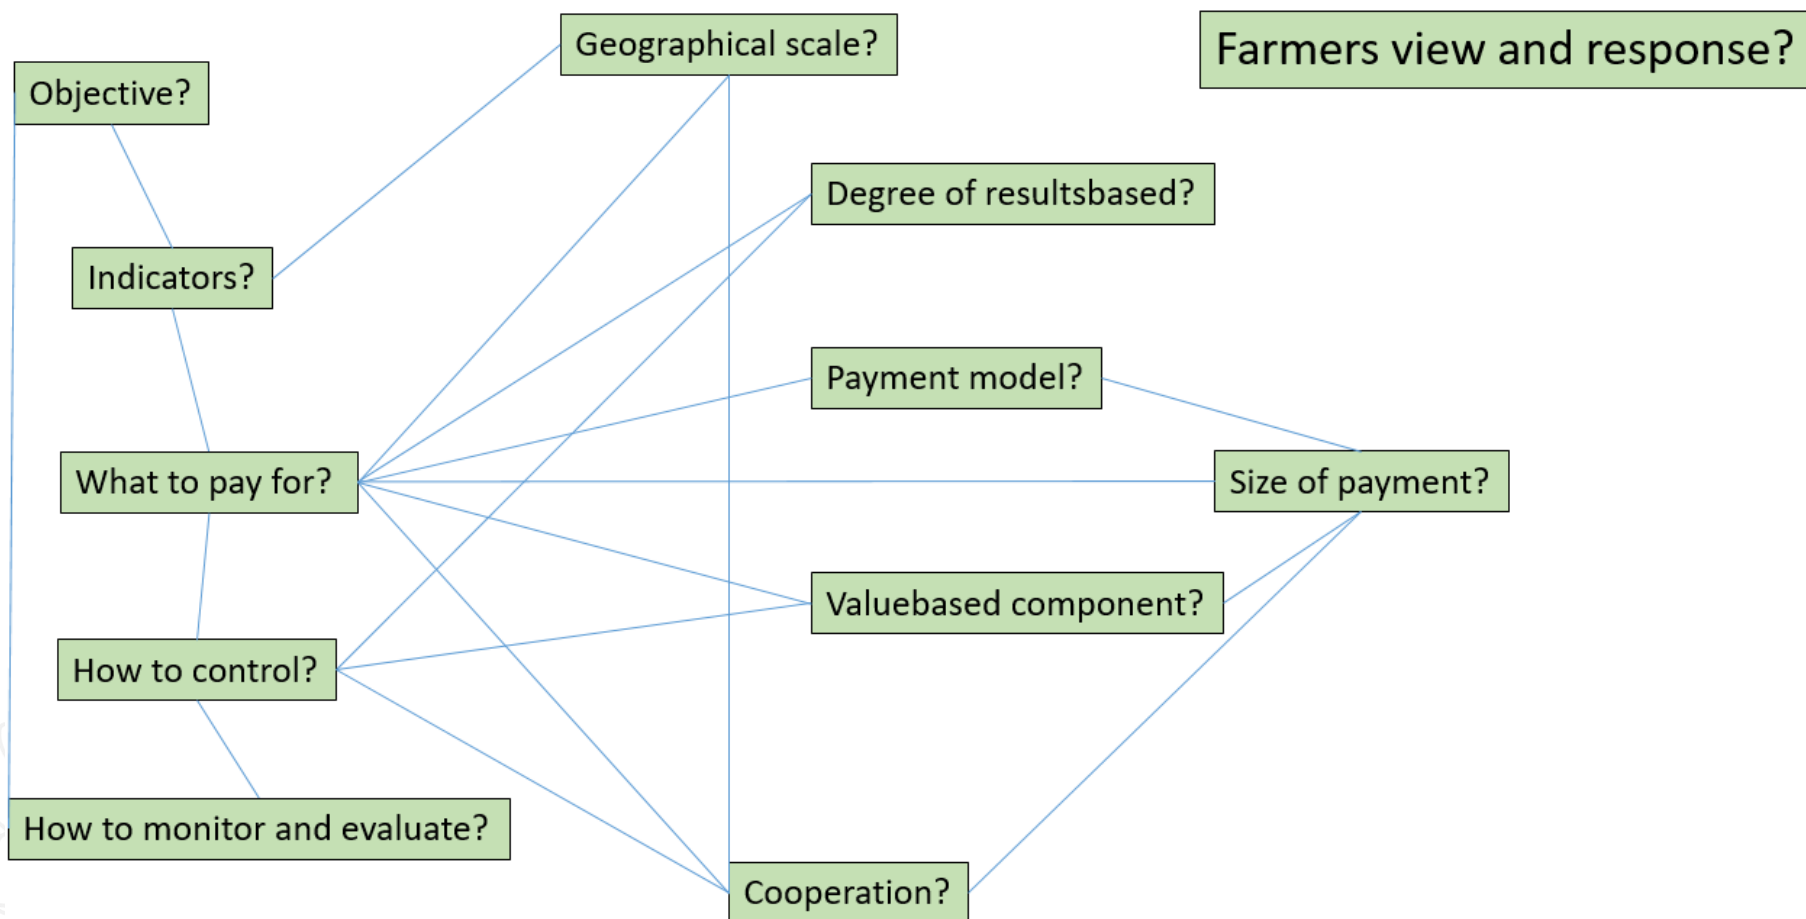 Geographical scale?
Farmers view and response?
Objective?
Degree of resultsbased?
Indicators?
Payment model?
What to pay for?
Size of payment?
Valuebased component?
How to control?
How to monitor and evaluate?
Cooperation?